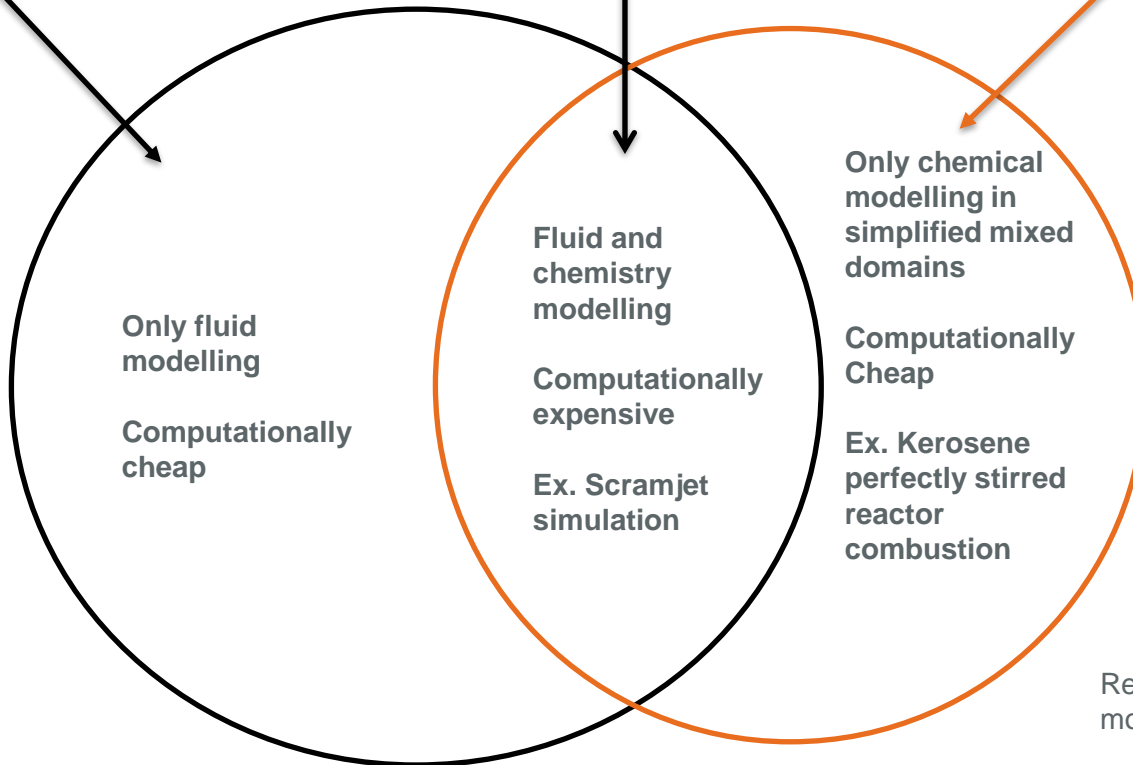 Only fluid
modelling
Computationally
cheap
Fluid and
chemistry
modelling
Computationally
expensive
Ex. Scramjet
simulation
Only chemical
modelling in
simplified mixed
domains
Computationally
Cheap
Ex. Kerosene
perfectly stirred
reactor
combustion